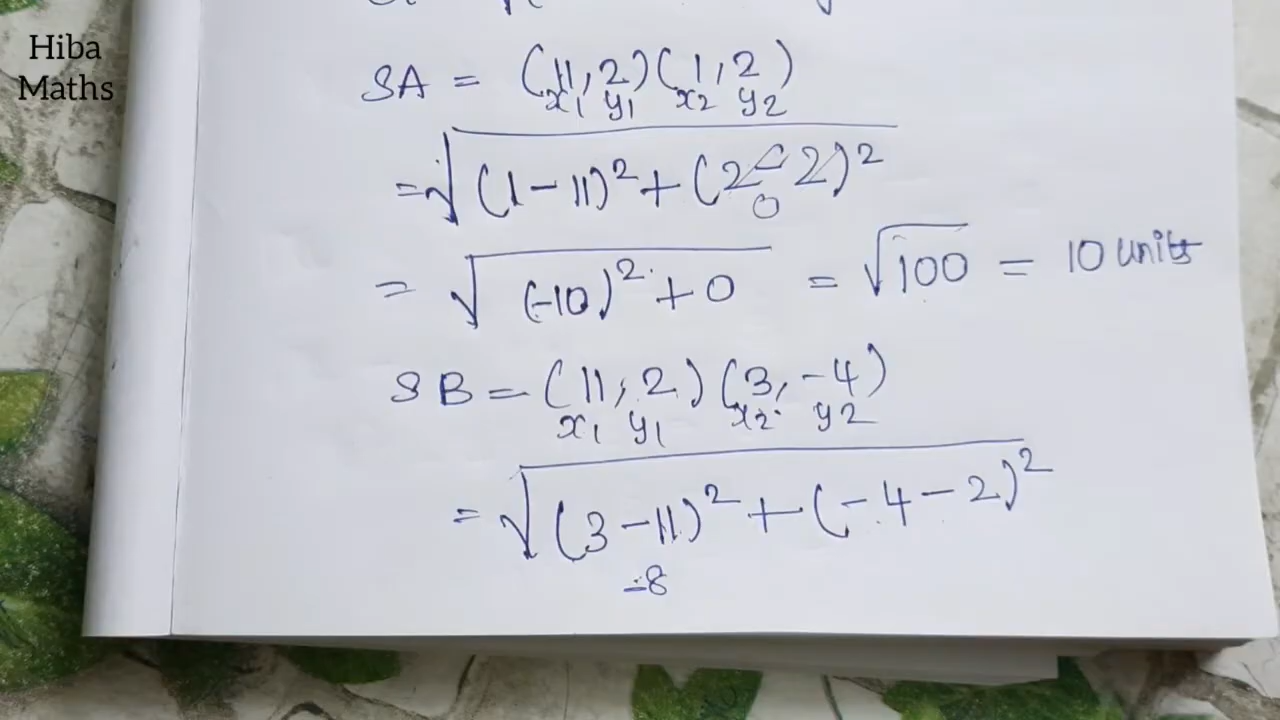 Hiba
Maths
SA = (11, 2) (1, 2)
x1 y1 x2 y2
= √(1 - 11)² + (2 - 2)²
0
= √(-10)² + 0 = √100 = 10 units
SB = (11, 2) (3, -4)
x1 y1 x2 y2
= √(3 - 11)² + (-4 - 2)²
-8